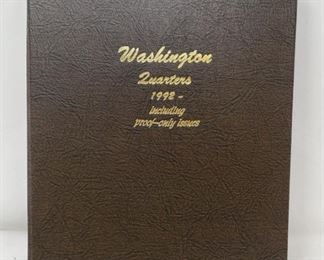 Washington
Quarters
1992 -
including
proof-only issues